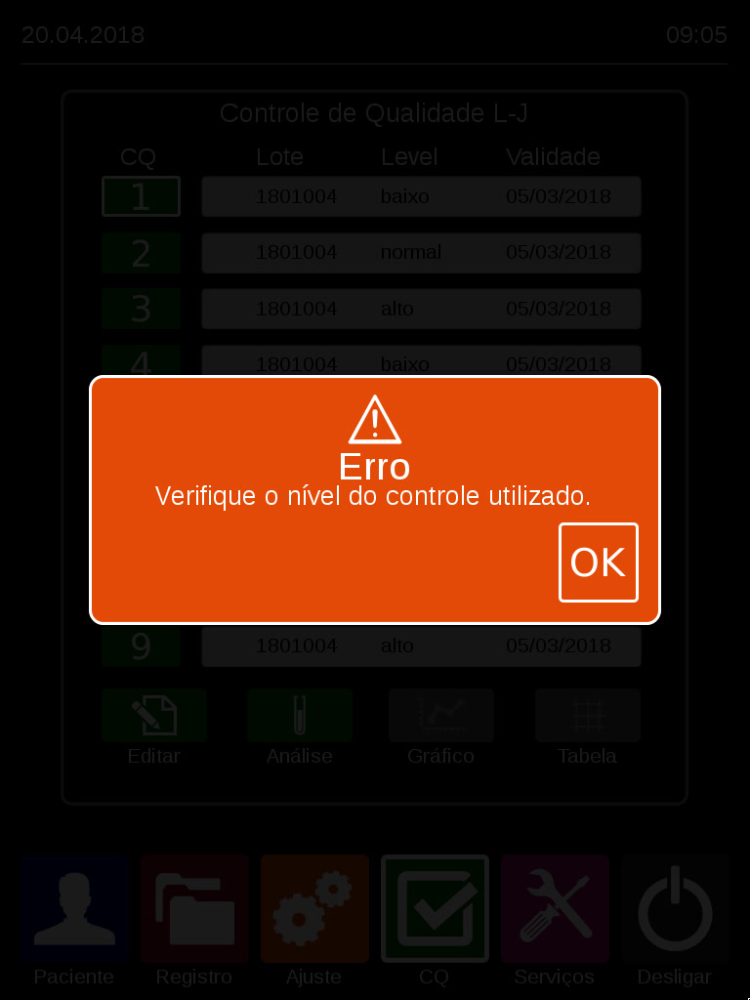 20.04.2018 09:05
Controle de Qualidade L-J
CQ Lote Level Validade
1 1801004 baixo 05/03/2018
2 1801004 normal 05/03/2018
3 1801004 alto 05/03/2018
4 1801004 baixo 05/03/2018
Erro
Verifique o nível do controle utilizado.
OK
9 1801004 alto 05/03/2018
Editar Análise Gráfico Tabela
Paciente Registro Ajuste CQ Serviços Desligar